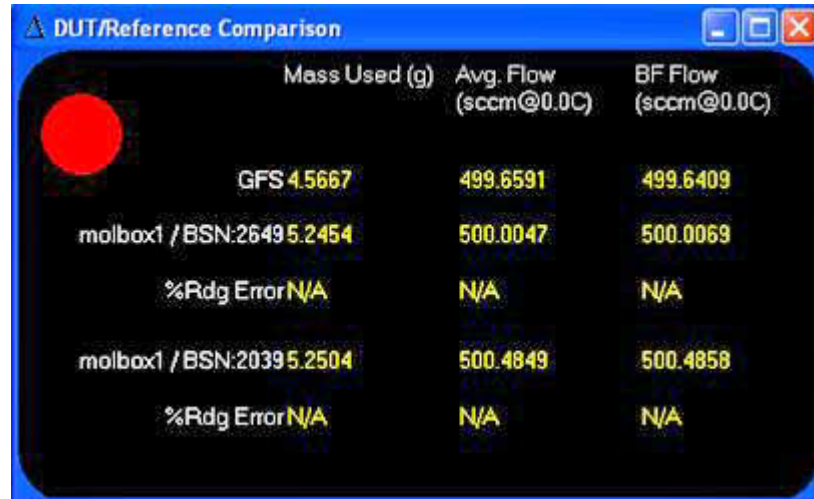 DUT/Reference Comparison
Mass Used (g) Avg. Flow BF Flow
(sccm@0.0C) (sccm@0.0C)
GFS 4.5667 499.6591 499.6409
molbox1 / BSN:2649 5.2454 500.0047 500.0069
%Rdg Error N/A N/A N/A
molbox1 / BSN:2039 5.2504 500.4849 500.4858
%Rdg Error N/A N/A N/A